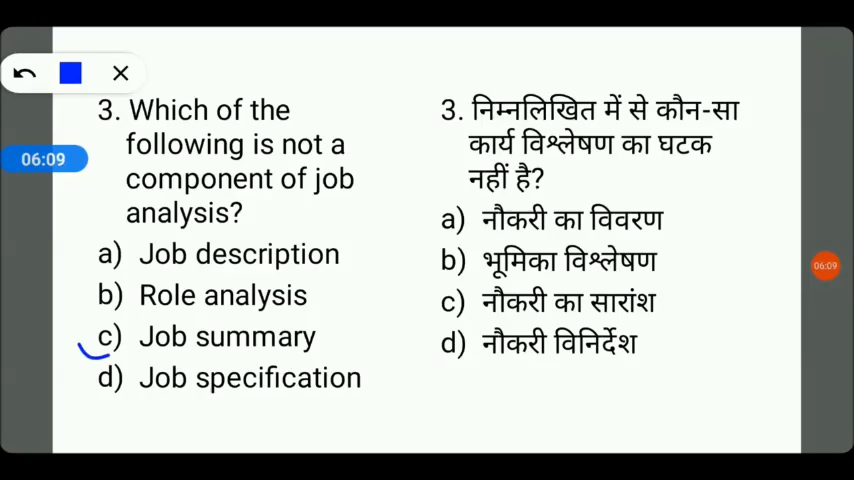 3. Which of the
following is not a
component of job
analysis?
a) Job description
b) Role analysis
c) Job summary
d) Job specification
3. निम्नलिखित में से कौन-सा
कार्य विश्लेषण का घटक
नहीं है?
a) नौकरी का विवरण
b) भूमिका विश्लेषण
c) नौकरी का सारांश
d) नौकरी विनिर्देश
06:09
06:09